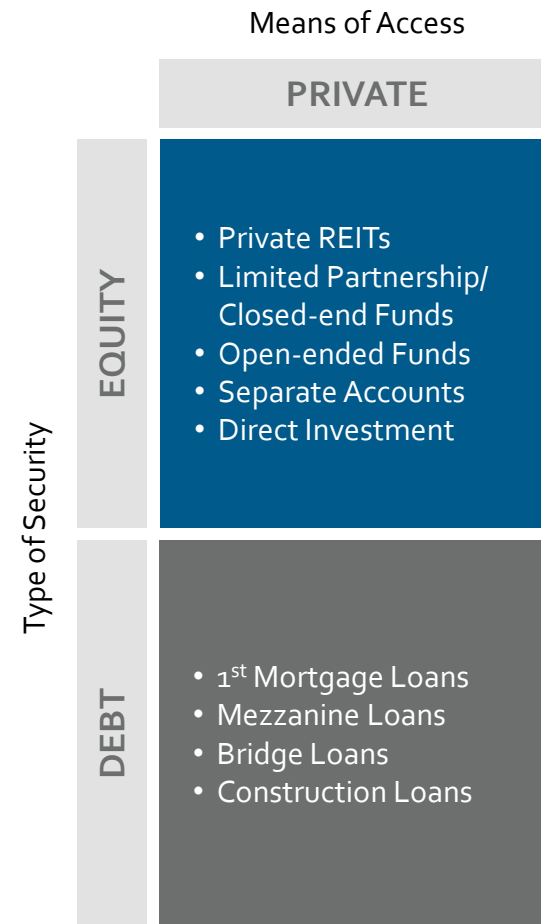 Means of Access
PRIVATE
Type of Security
EQUITY
• Private REITs
• Limited Partnership/
Closed-end Funds
• Open-ended Funds
• Separate Accounts
• Direct Investment
DEBT
• 1st Mortgage Loans
• Mezzanine Loans
• Bridge Loans
• Construction Loans